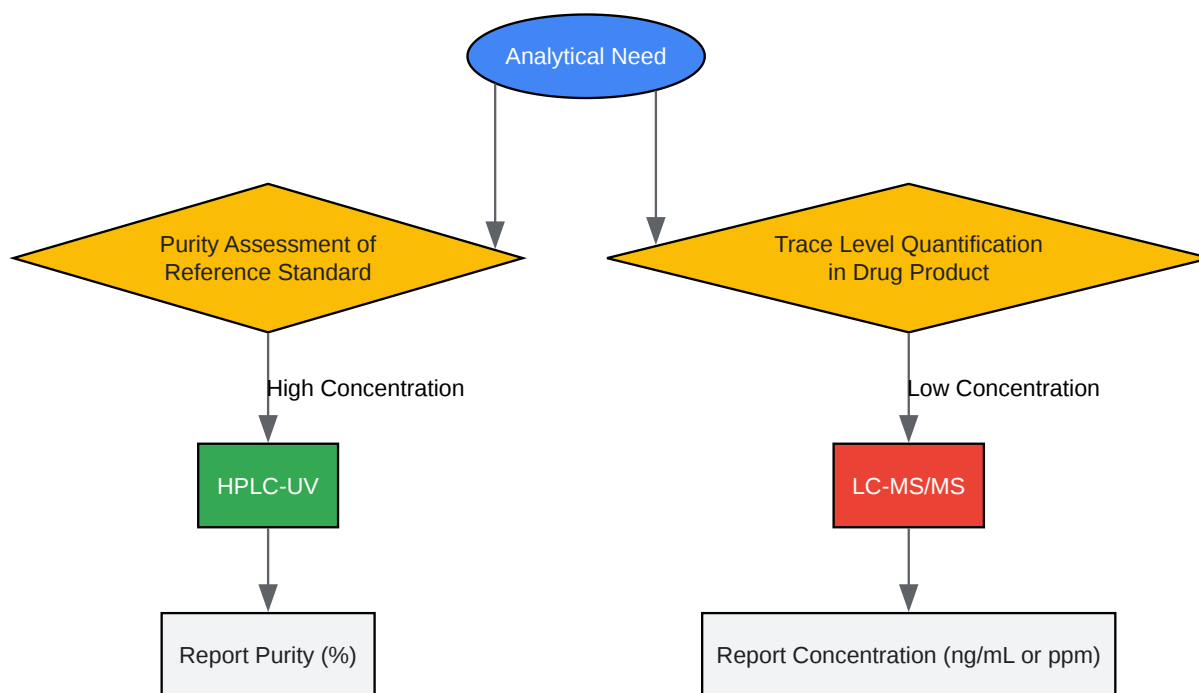 Analytical Need
Purity Assessment of
Reference Standard
Trace Level Quantification
in Drug Product
High Concentration
Low Concentration
HPLC-UV
LC-MS/MS
Report Purity (%)
Report Concentration (ng/mL or ppm)